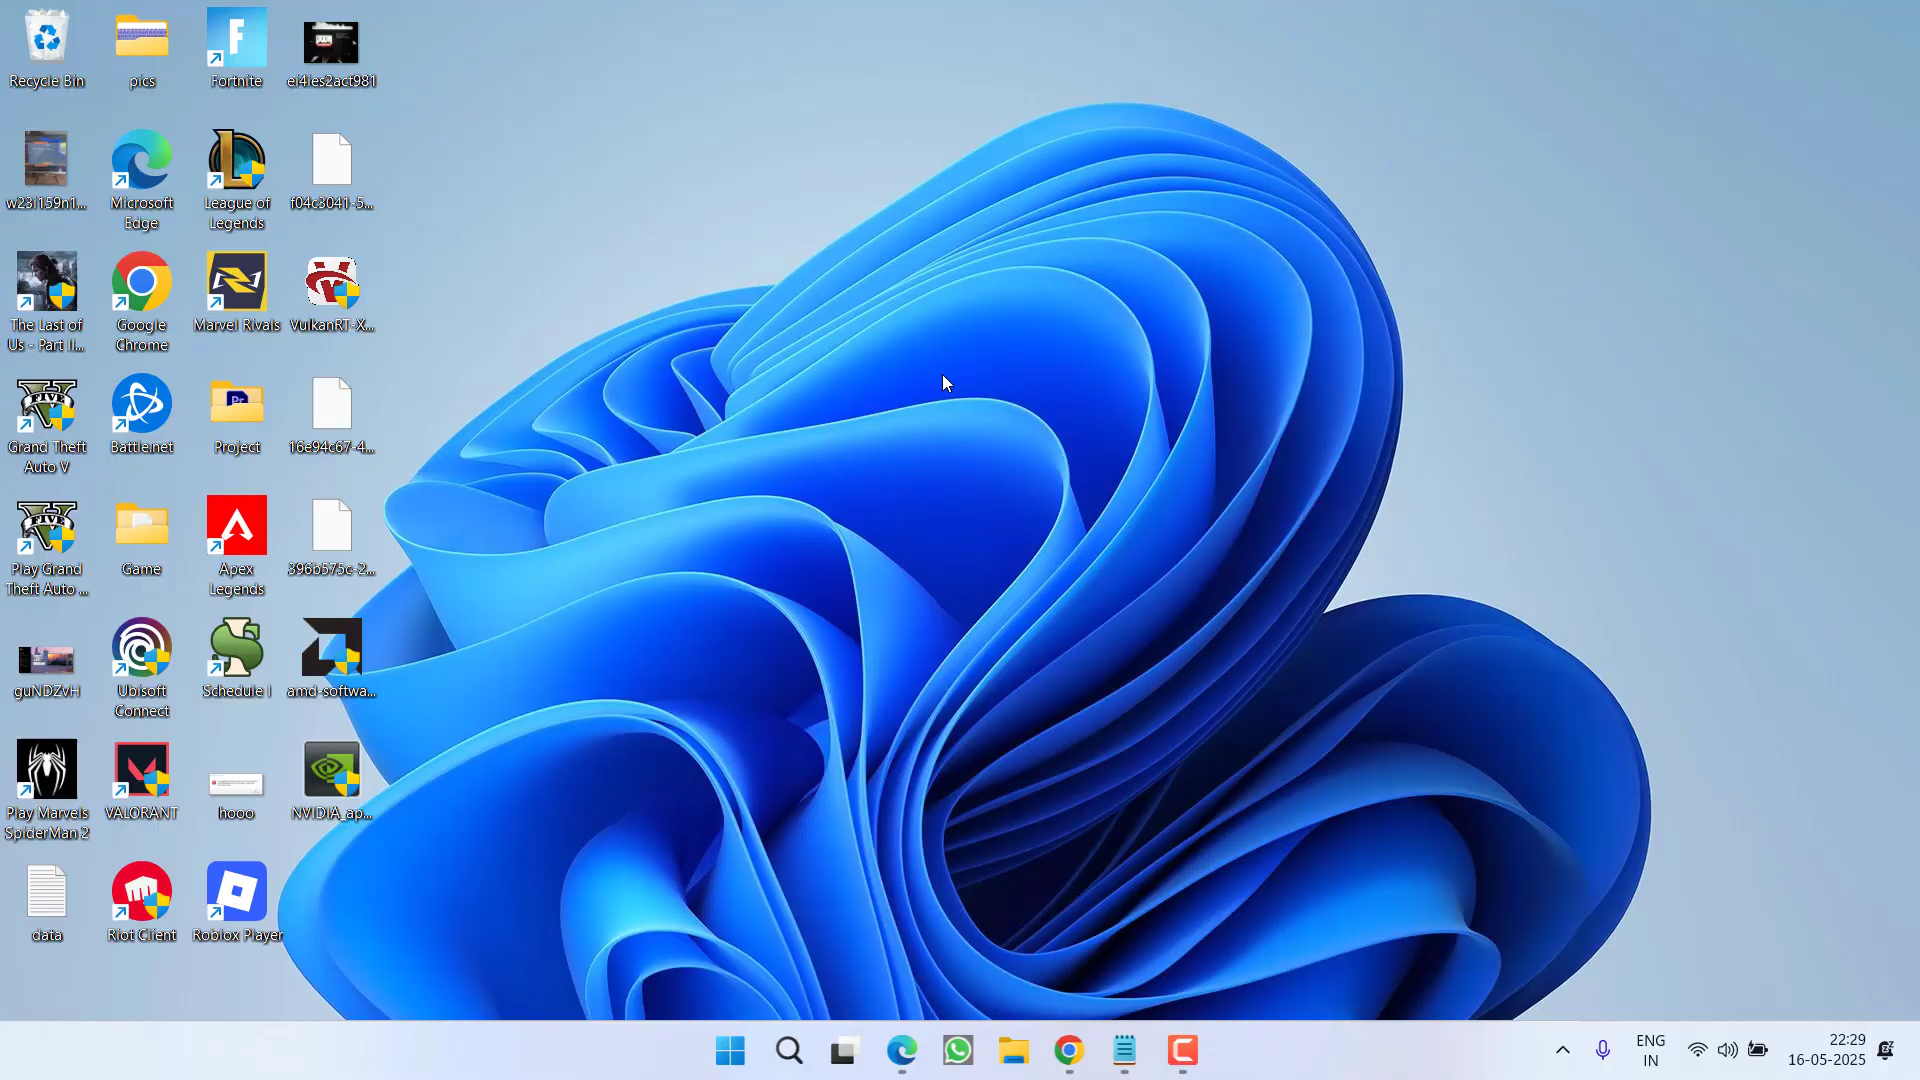 Recycle Bin
pics
Fortnite
ei4ies2act981
w23i159n1...
Microsoft
Edge
League of
Legends
f04c3041-5...
The Last of
Us - Part II...
Google
Chrome
Marvel Rivals
VulkanRT-X...
FIVE
Grand Theft
Auto V
Battle.net
Pr
Project
16e94c67-4...
FIVE
Play Grand
Theft Auto ...
Game
Apex
Legends
396b575c-2...
guNDZvH
Ubisoft
Connect
Schedule I
amd-softwa...
Play Marvels
SpiderMan 2
VALORANT
hooo
NVIDIA_ap...
data
Riot Client
Roblox Player
ENG
IN
22:29
16-05-2025